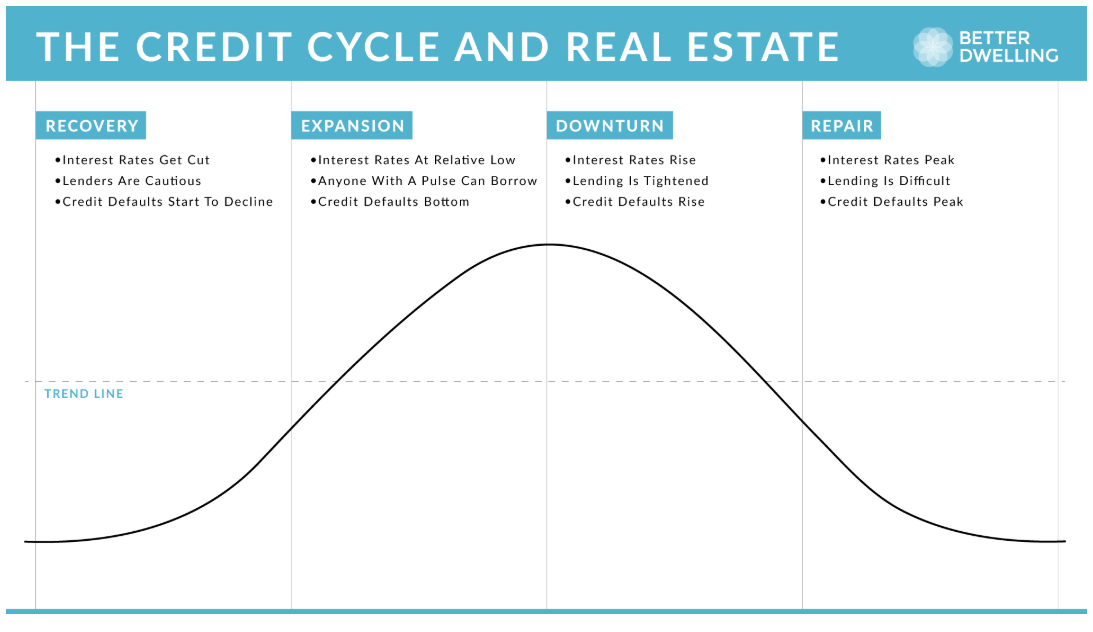 THE CREDIT CYCLE AND REAL ESTATE
BETTER
DWELLING
RECOVERY
•Interest Rates Get Cut
•Lenders Are Cautious
•Credit Defaults Start To Decline
EXPANSION
•Interest Rates At Relative Low
•Anyone With A Pulse Can Borrow
•Credit Defaults Bottom
DOWNTURN
•Interest Rates Rise
•Lending Is Tightened
•Credit Defaults Rise
REPAIR
•Interest Rates Peak
•Lending Is Difficult
•Credit Defaults Peak
TREND LINE